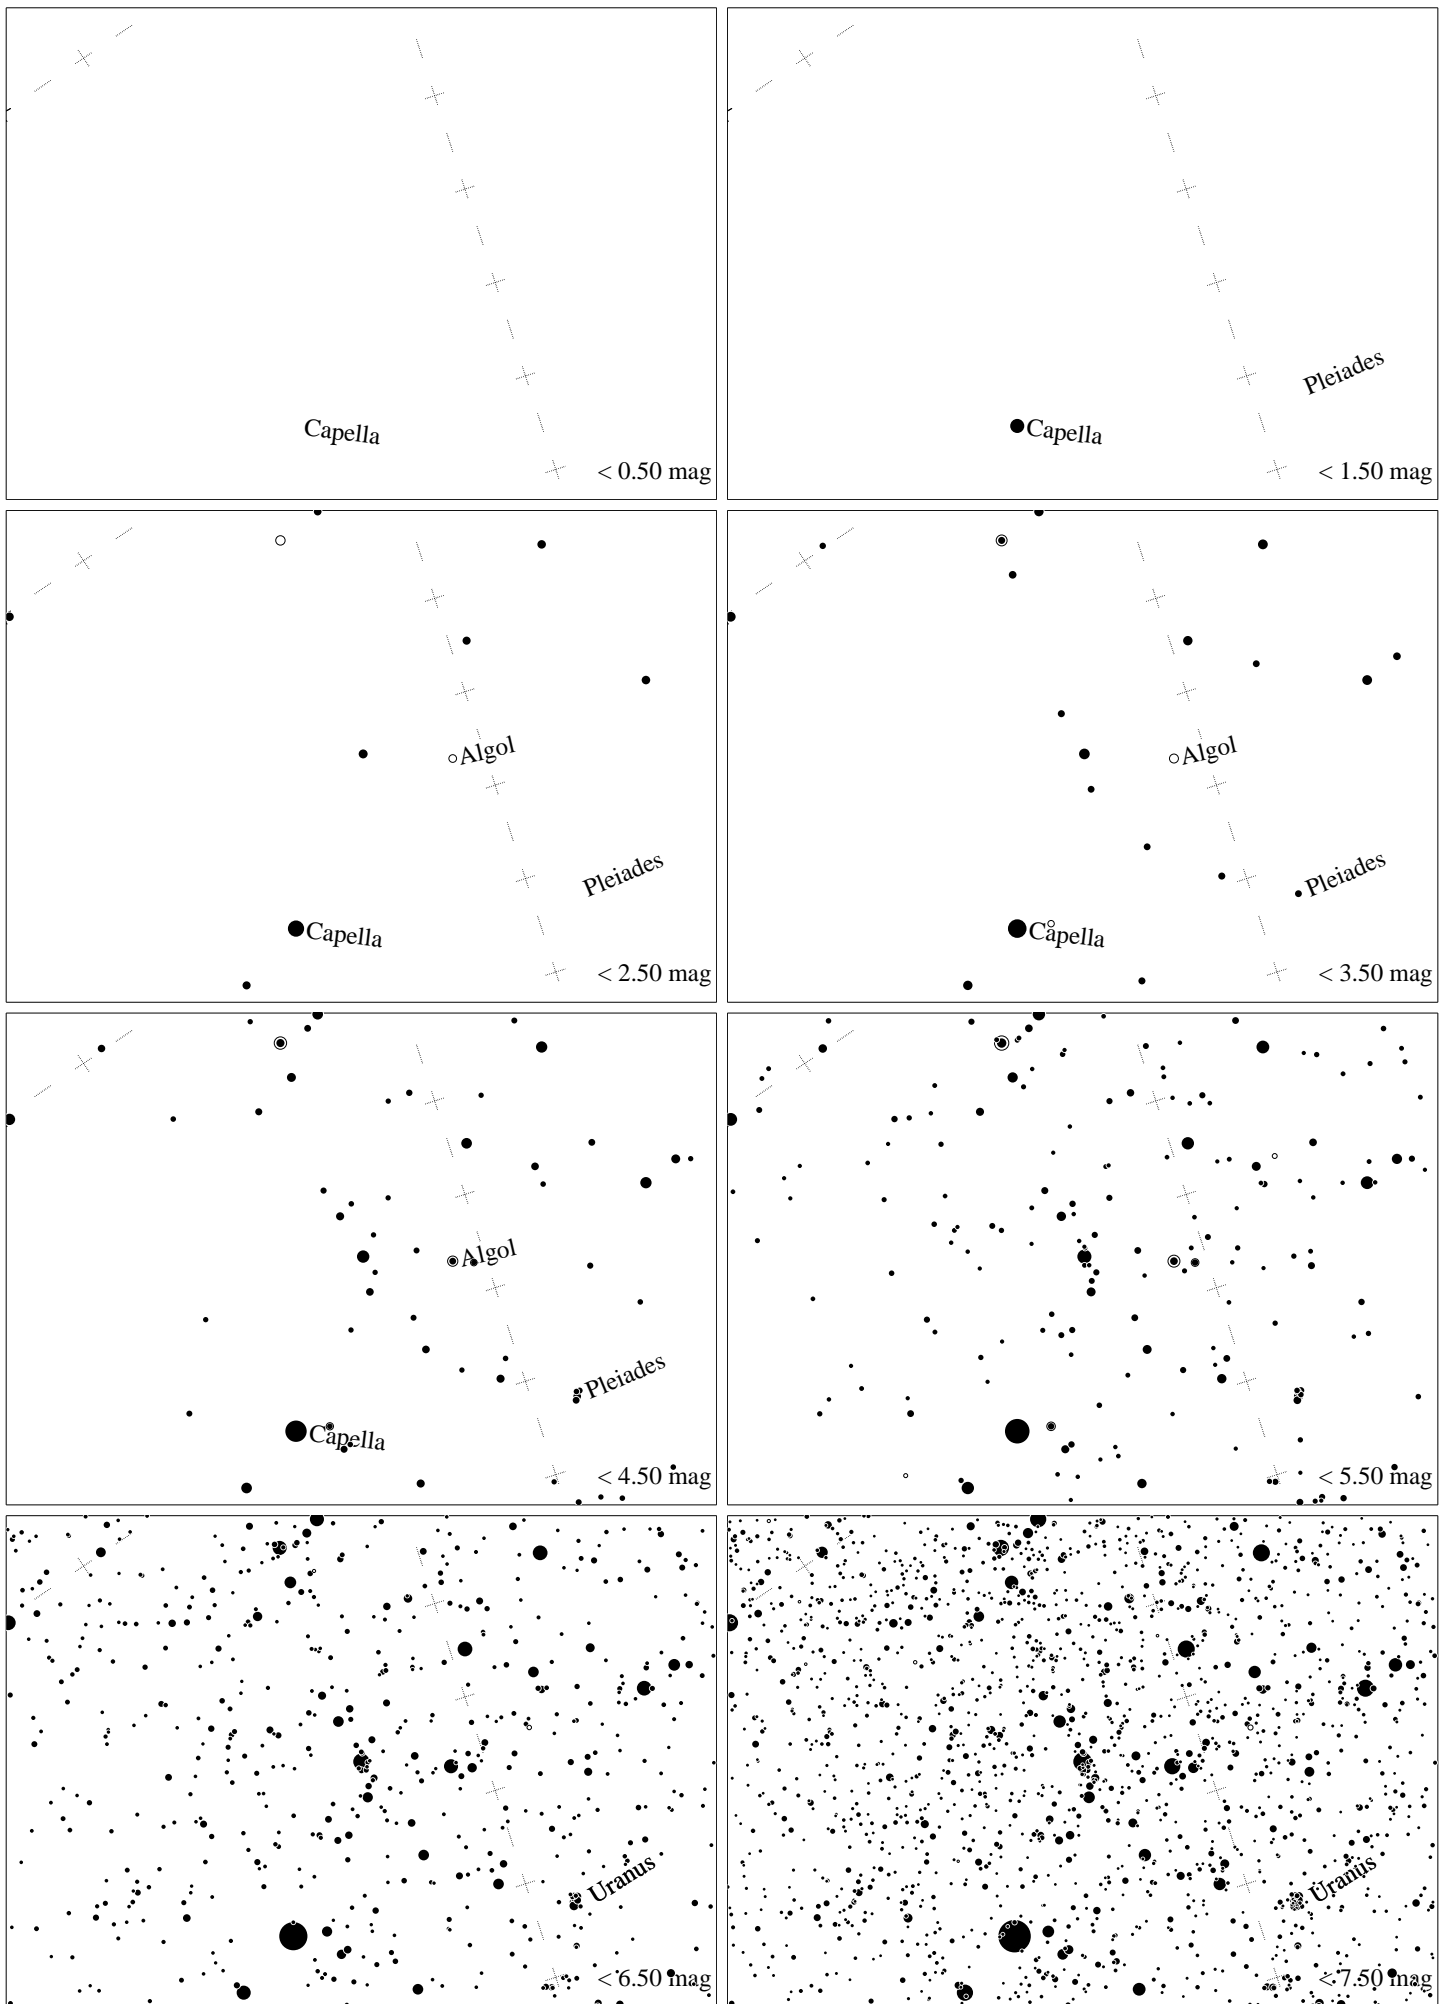 Capella
< 0.50 mag
Pleiades
Capella
< 1.50 mag
Algol
Pleiades
Capella
< 2.50 mag
Algol
Pleiades
Capella
< 3.50 mag
Algol
Pleiades
Capella
< 4.50 mag
< 5.50 mag
Uranus
< 6.50 mag
Uranus
< 7.50 mag